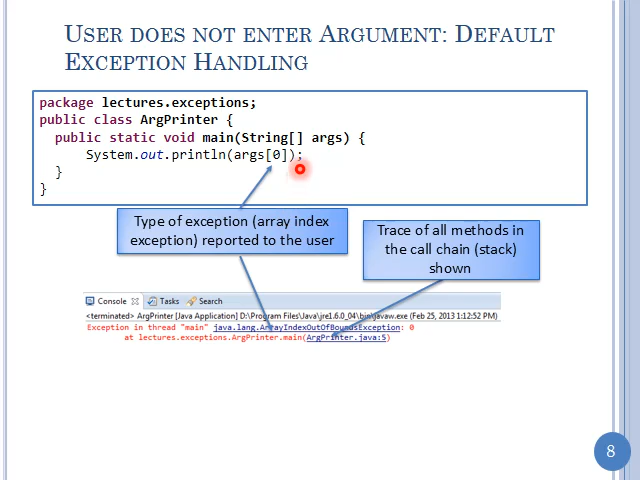 USER DOES NOT ENTER ARGUMENT: DEFAULT
EXCEPTION HANDLING
package lectures.exceptions;
public class ArgPrinter {
public static void main(String[] args) {
System.out.println(args[0]);
}
}
Type of exception (array index
exception) reported to the user
Trace of all methods in
the call chain (stack)
shown
Console Tasks Search
<terminated> ArgPrinter [Java Application] D:\Program Files\Java\jre1.6.0_04\bin\javaw.exe (Feb 25, 2013 1:12:52 PM)
Exception in thread "main" java.lang.ArrayIndexOutOfBoundsException: 0
at lectures.exceptions.ArgPrinter.main(ArgPrinter.java:5)
8